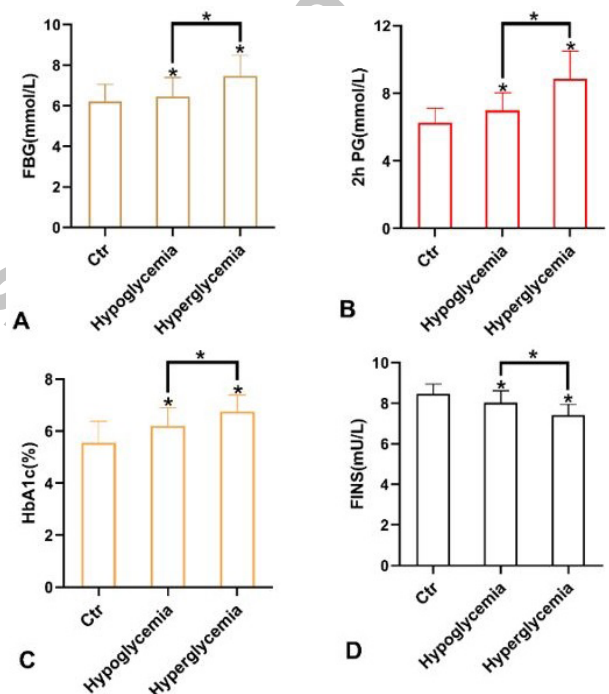 *
10
8
6
4
2
0
FBG(mmol/L)
*
*
Ctr
Hypoglycemia
Hyperglycemia
A
*
12
8
4
0
2h PG(mmol/L)
*
*
Ctr
Hypoglycemia
Hyperglycemia
B
*
8
6
4
2
0
HbA1c(%)
*
*
Ctr
Hypoglycemia
Hyperglycemia
C
*
10
8
6
4
2
0
FINS(mU/L)
*
*
Ctr
Hypoglycemia
Hyperglycemia
D